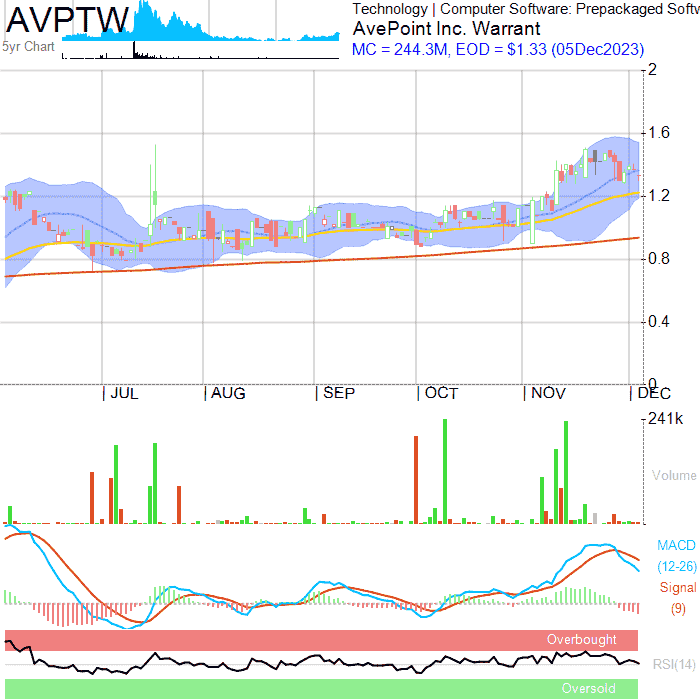 AVPTW
5yr Chart
Technology | Computer Software: Prepackaged Softw
AvePoint Inc. Warrant
MC = 244.3M, EOD = $1.33 (05Dec2023)
2
1.6
1.2
0.8
0.4
0
| JUL | AUG | SEP | OCT | NOV | DEC
241k
Volume
MACD
(12-26)
Signal
(9)
Overbought
RSI(14)
Oversold